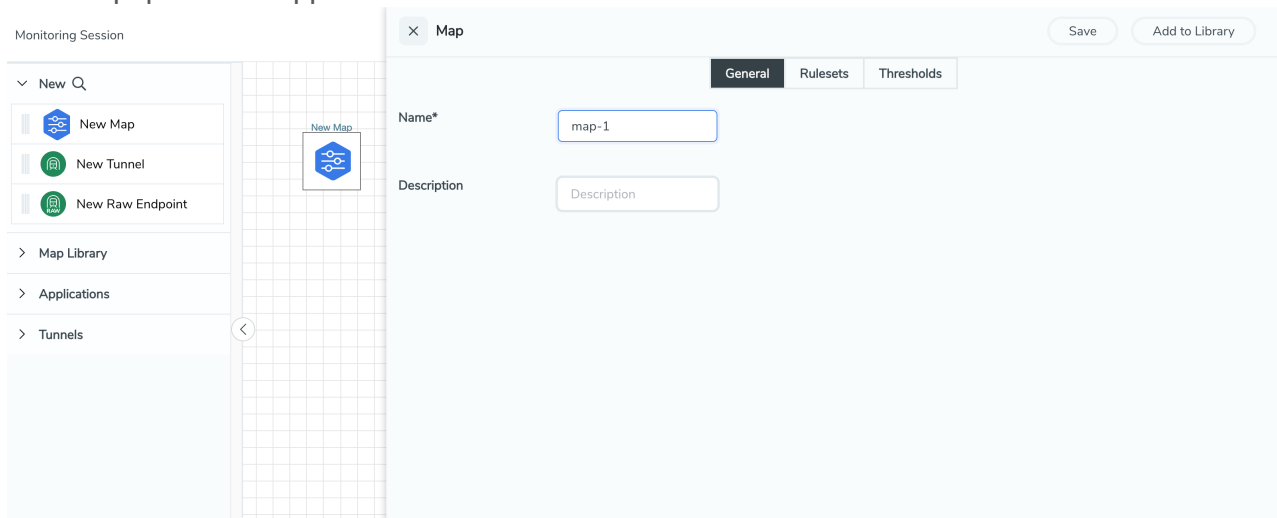 Monitoring Session
Map
Save
Add to Library
New
General
Rulesets
Thresholds
New Map
New Tunnel
RAW
New Raw Endpoint
Map Library
Applications
Tunnels
New Map
Name*
map-1
Description
Description